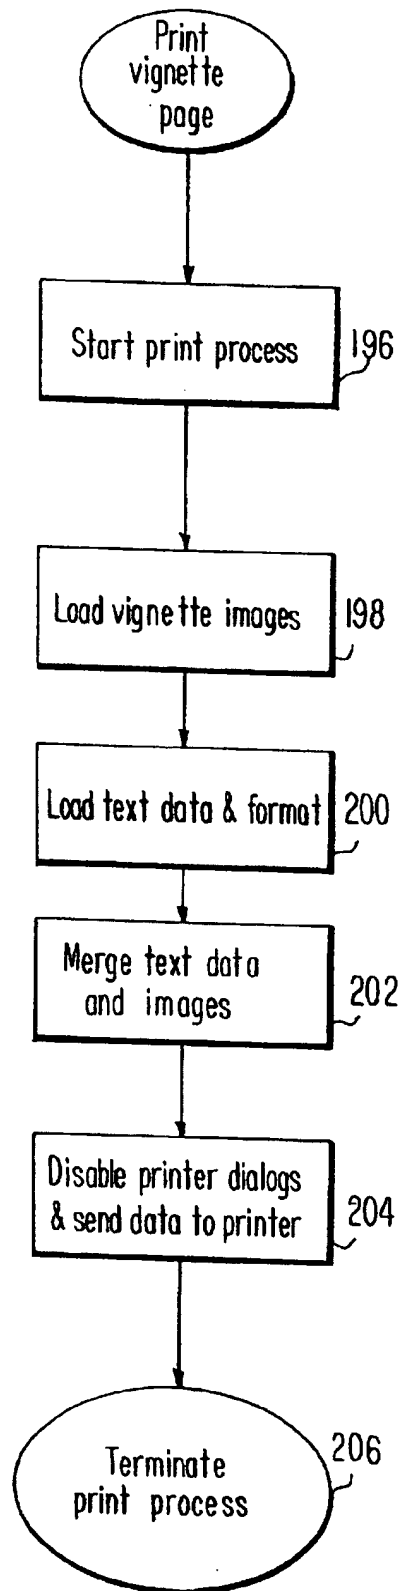 Print
vignette
page
Start print process
196
Load vignette images
198
Load text data & format
200
Merge text data
and images
202
Disable printer dialogs
& send data to printer
204
Terminate
print process
206